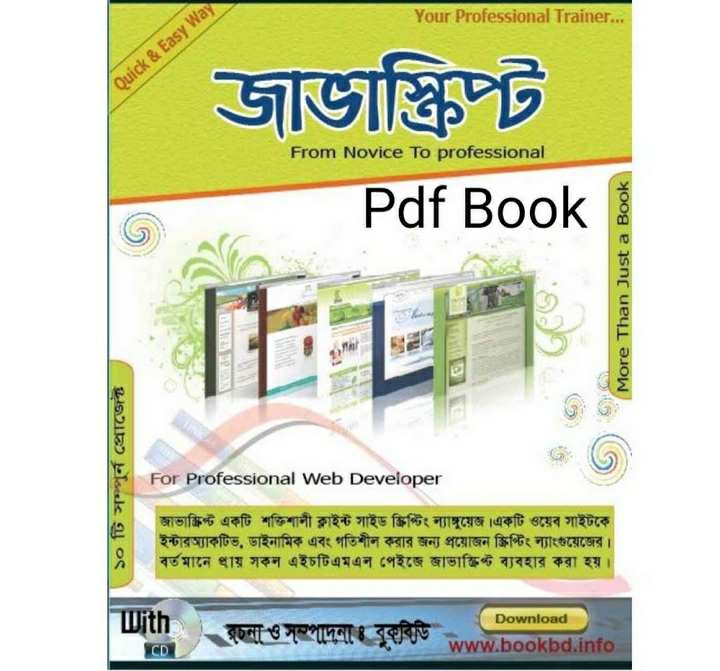 Your Professional Trainer...
Quick & Easy Way
জাভাস্ক্রিপ্ট
From Novice To professional
Pdf Book
More Than Just a Book
১০ টি সম্পূর্ন প্রোজেক্ট
For Professional Web Developer
জাভাস্ক্রিপ্ট একটি শক্তিশালী ক্লাইন্ট সাইড স্ক্রিপ্টিং ল্যাঙ্গুয়েজ।একটি ওয়েব সাইটকে
ইন্টারঅ্যাকটিভ, ডাইনামিক এবং গতিশীল করার জন্য প্রয়োজন স্ক্রিপ্টিং ল্যাংগুয়েজের।
বর্তমানে প্রায় সকল এইচটিএমএল পেইজে জাভাস্ক্রিপ্ট ব্যবহার করা হয়।
With
CD
রচনা ও সম্পাদনা ঃ বুকবিডি
Download
www.bookbd.info